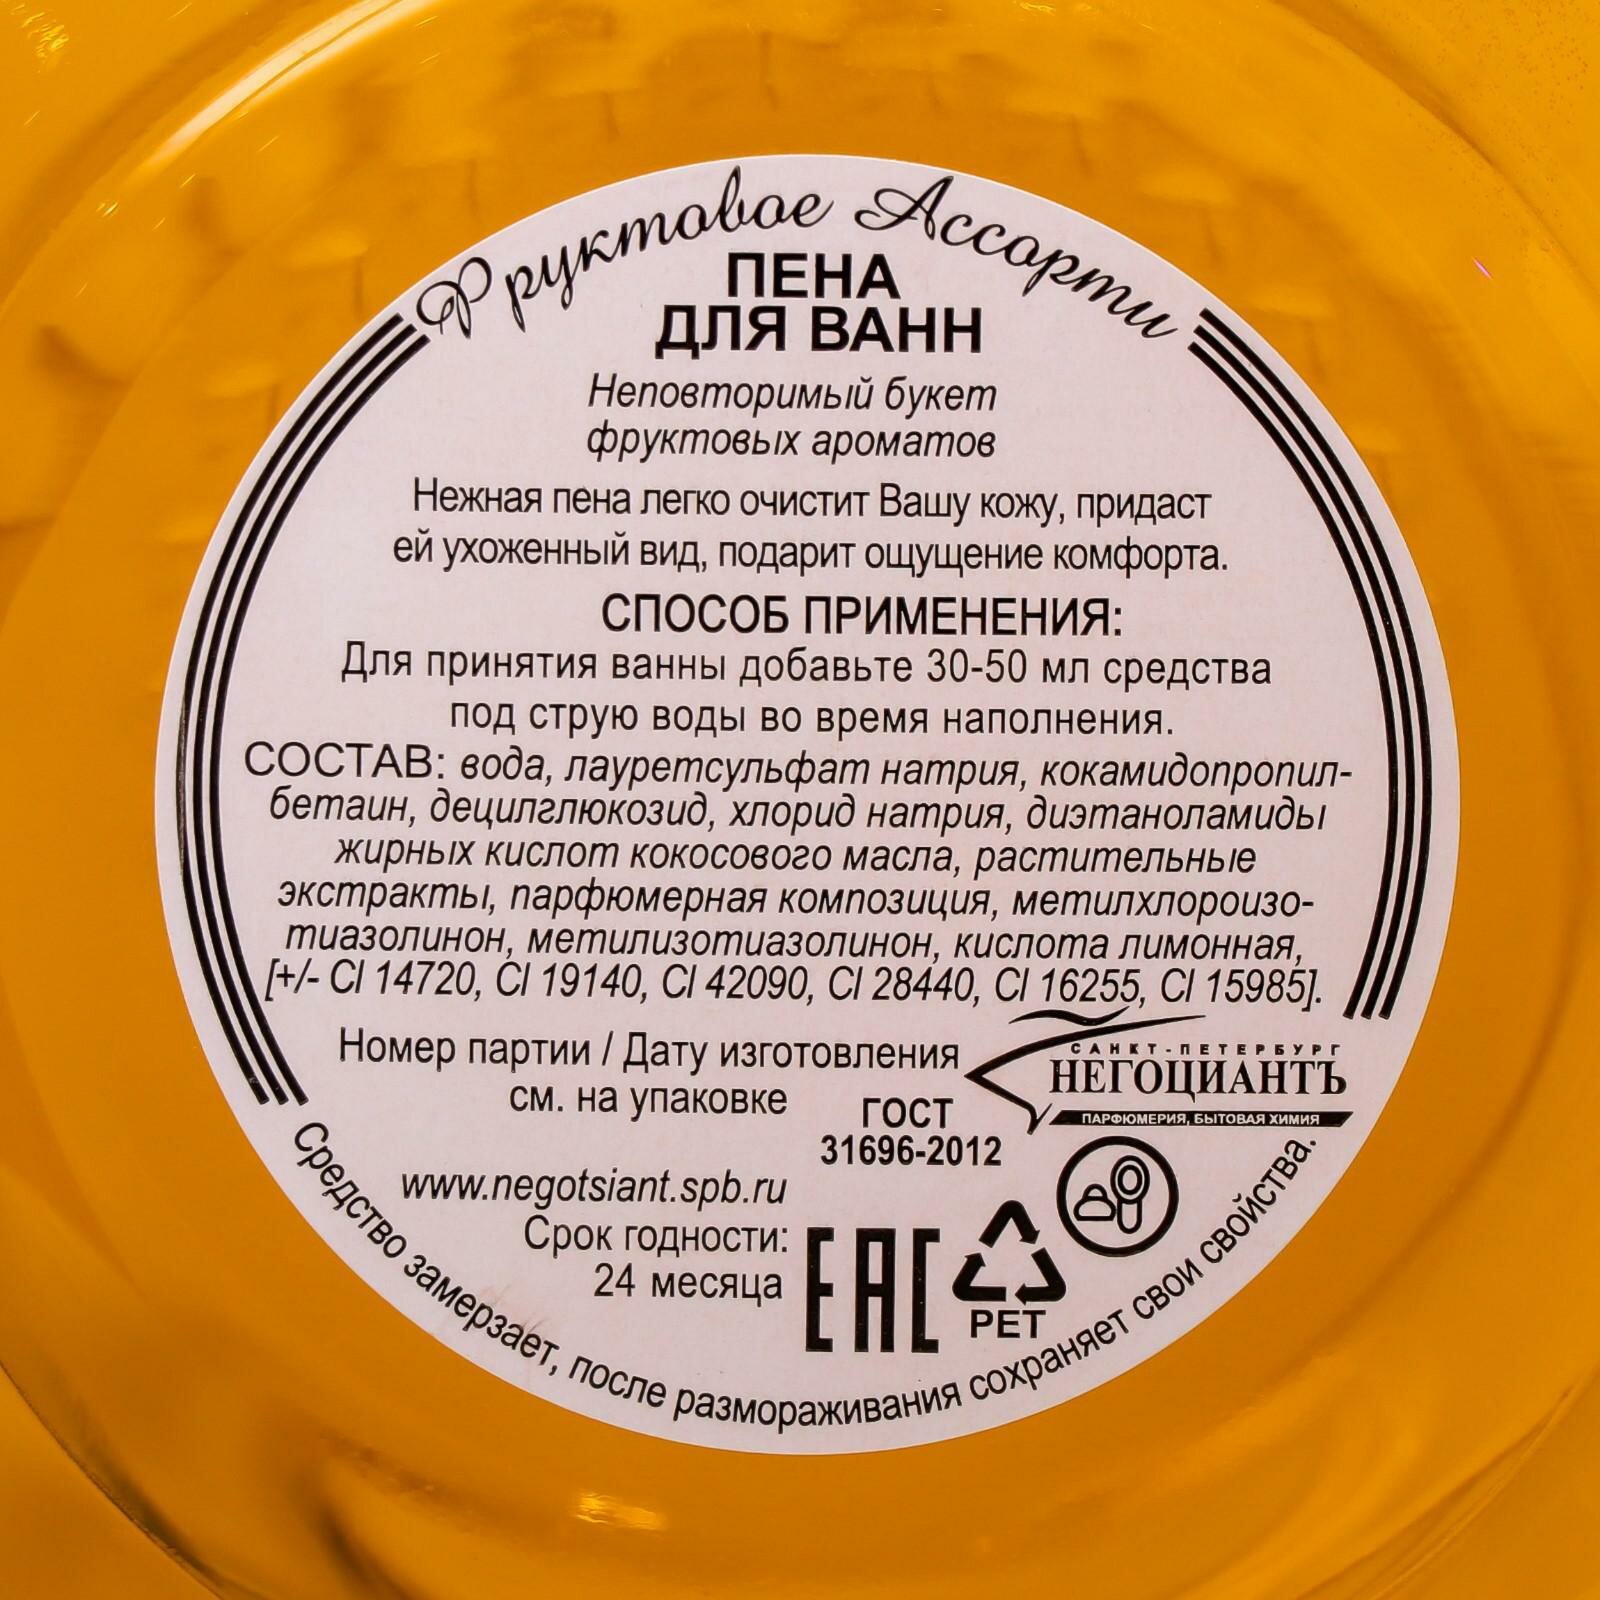 Фруктовое Ассорти
ПЕНА
ДЛЯ ВАНН
Неповторимый букет
фруктовых ароматов
Нежная пена легко очистит Вашу кожу, придаст
ей ухоженный вид, подарит ощущение комфорта.
СПОСОБ ПРИМЕНЕНИЯ:
Для принятия ванны добавьте 30-50 мл средства
под струю воды во время наполнения.
СОСТАВ: вода, лауретсульфат натрия, кокамидопропил-
бетаин, децилглюкозид, хлорид натрия, диэтаноламиды
жирных кислот кокосового масла, растительные
экстракты, парфюмерная композиция, метилхлороизо-
тиазолинон, метилизотиазолинон, кислота лимонная,
[+/- CI 14720, CI 19140, CI 42090, CI 28440, CI 16255, CI 15985].
Номер партии / Дату изготовления
см. на упаковке
САНКТ-ПЕТЕРБУРГ
НЕГОЦИАНТЪ
ПАРФЮМЕРИЯ, БЫТОВАЯ ХИМИЯ
ГОСТ
31696-2012
www.negotsiant.spb.ru
Срок годности:
24 месяца
EAC
PET
Средство замерзает, после размораживания сохраняет свои свойства.